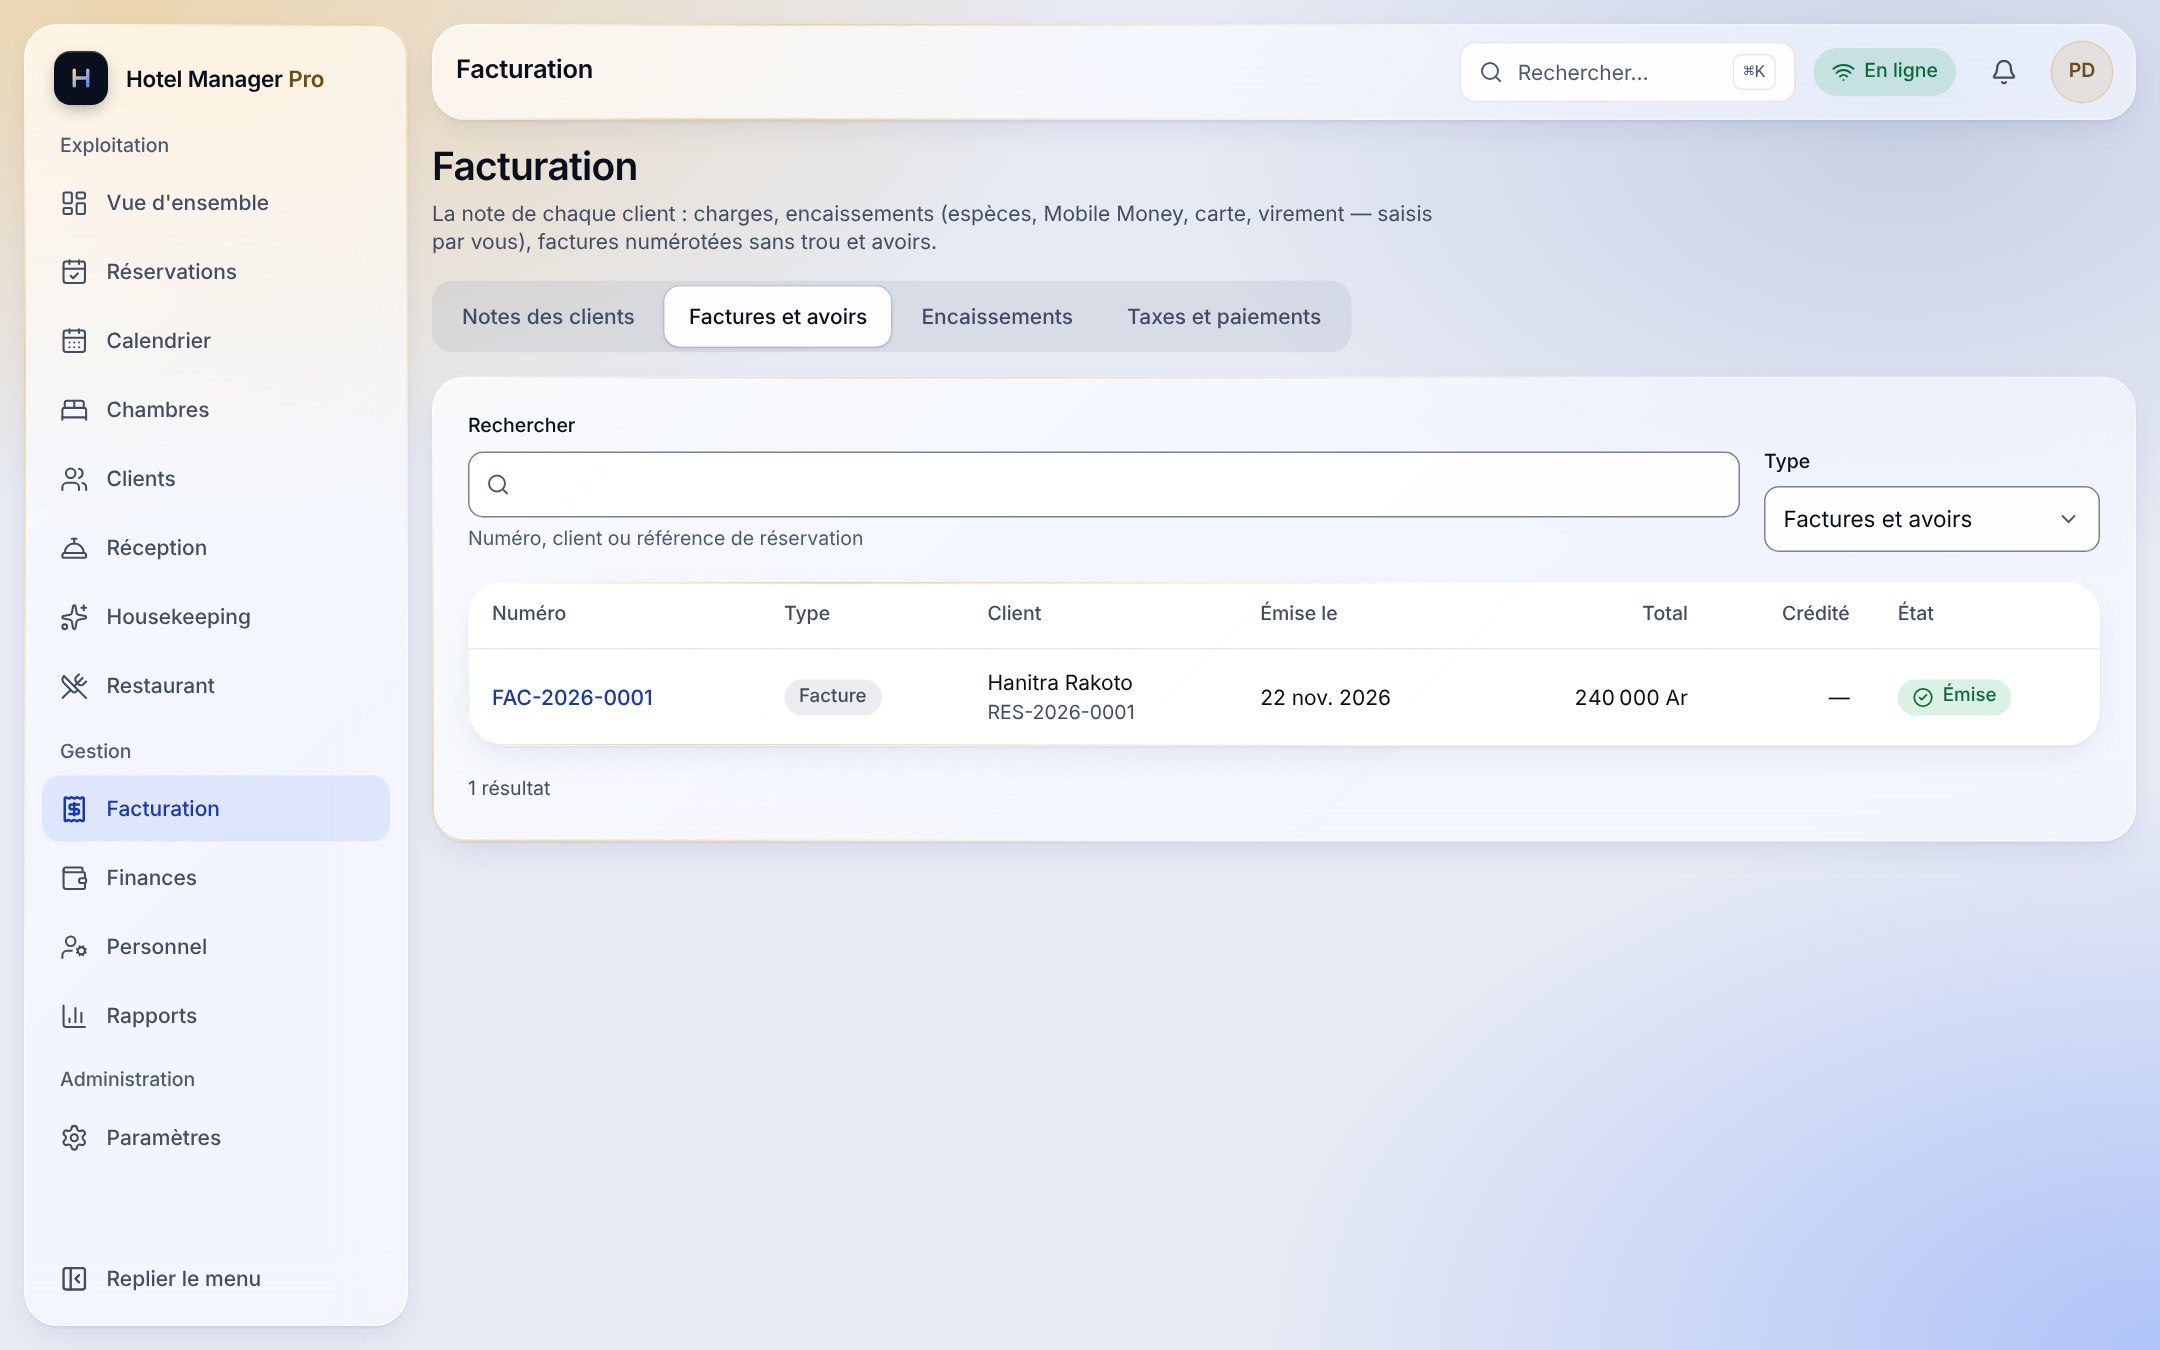 Hotel Manager Pro
Exploitation
Vue d'ensemble
Réservations
Calendrier
Chambres
Clients
Réception
Housekeeping
Restaurant
Gestion
Facturation
Finances
Personnel
Rapports
Administration
Paramètres
Replier le menu
Facturation
Rechercher...
⌘K
En ligne
PD
Facturation
La note de chaque client : charges, encaissements (espèces, Mobile Money, carte, virement — saisis
par vous), factures numérotées sans trou et avoirs.
Notes des clients
Factures et avoirs
Encaissements
Taxes et paiements
Rechercher
Numéro, client ou référence de réservation
Type
Factures et avoirs
Numéro Type Client Émise le Total Crédité État
FAC-2026-0001 Facture Hanitra Rakoto 22 nov. 2026 240 000 Ar — Émise
RES-2026-0001
1 résultat